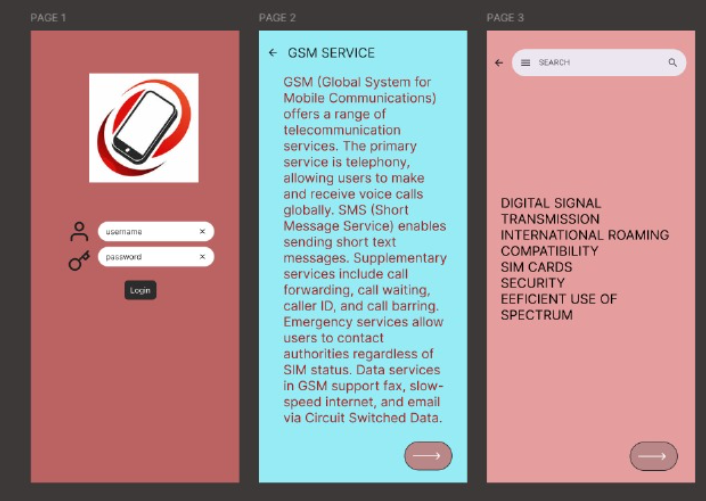 PAGE 1
username
password
Login
PAGE 2
GSM SERVICE
GSM (Global System for
Mobile Communications)
offers a range of
telecommunication
services. The primary
service is telephony,
allowing users to make
and receive voice calls
globally. SMS (Short
Message Service) enables
sending short text
messages. Supplementary
services include call
forwarding, call waiting,
caller ID, and call barring.
Emergency services allow
users to contact
authorities regardless of
SIM status. Data services
in GSM support fax, slow-
speed internet, and email
via Circuit Switched Data.
PAGE 3
SEARCH
DIGITAL SIGNAL
TRANSMISSION
INTERNATIONAL ROAMING
COMPATIBILITY
SIM CARDS
SECURITY
EEFICIENT USE OF
SPECTRUM